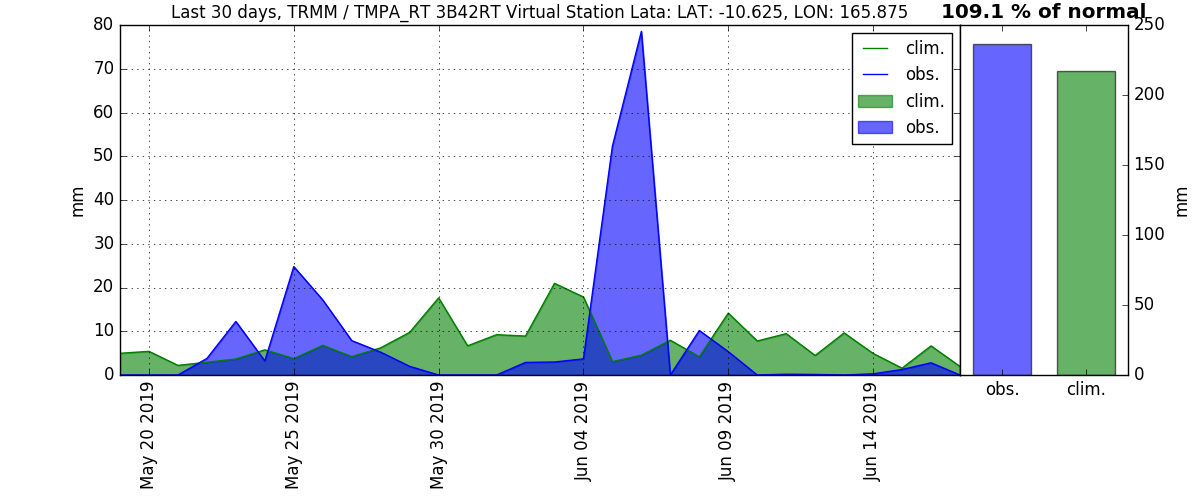 Last 30 days, TRMM / TMPA_RT 3B42RT Virtual Station Lata: LAT: -10.625, LON: 165.875
109.1 % of normal
80
70
60
50
40
30
20
10
0
mm
clim.
obs.
clim.
obs.
May 20 2019
May 25 2019
May 30 2019
Jun 04 2019
Jun 09 2019
Jun 14 2019
250
200
150
100
50
0
mm
obs.
clim.